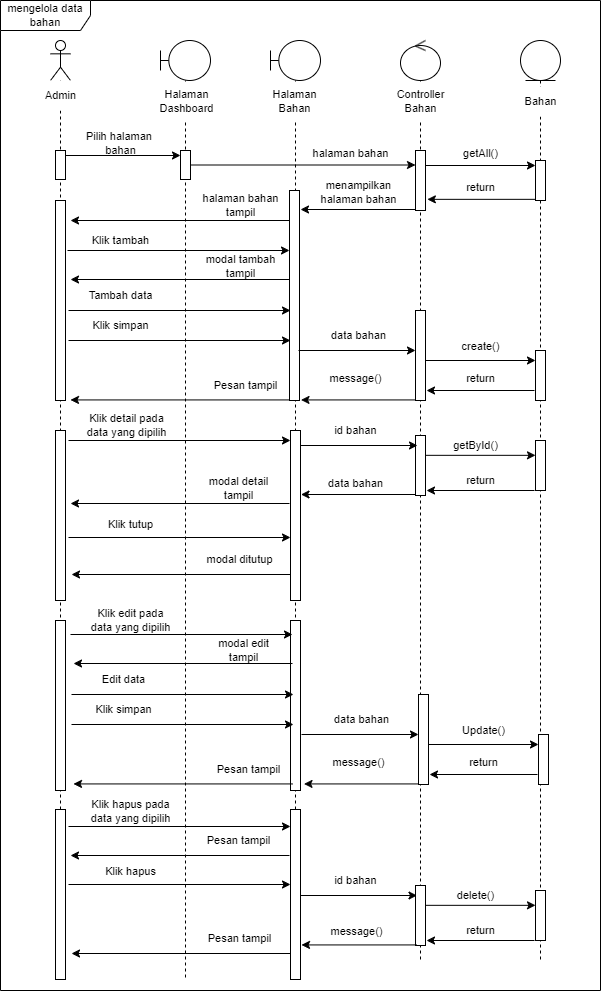 mengelola data
bahan
Admin
Halaman
Dashboard
Halaman
Bahan
Controller
Bahan
Bahan
Pilih halaman
bahan
halaman bahan
getAll()
return
menampilkan
halaman bahan
halaman bahan
tampil
Klik tambah
modal tambah
tampil
Tambah data
Klik simpan
data bahan
create()
return
message()
Pesan tampil
Klik detail pada
data yang dipilih
id bahan
getById()
return
data bahan
modal detail
tampil
Klik tutup
modal ditutup
Klik edit pada
data yang dipilih
modal edit
tampil
Edit data
Klik simpan
data bahan
Update()
return
message()
Pesan tampil
Klik hapus pada
data yang dipilih
Pesan tampil
Klik hapus
id bahan
delete()
return
message()
Pesan tampil